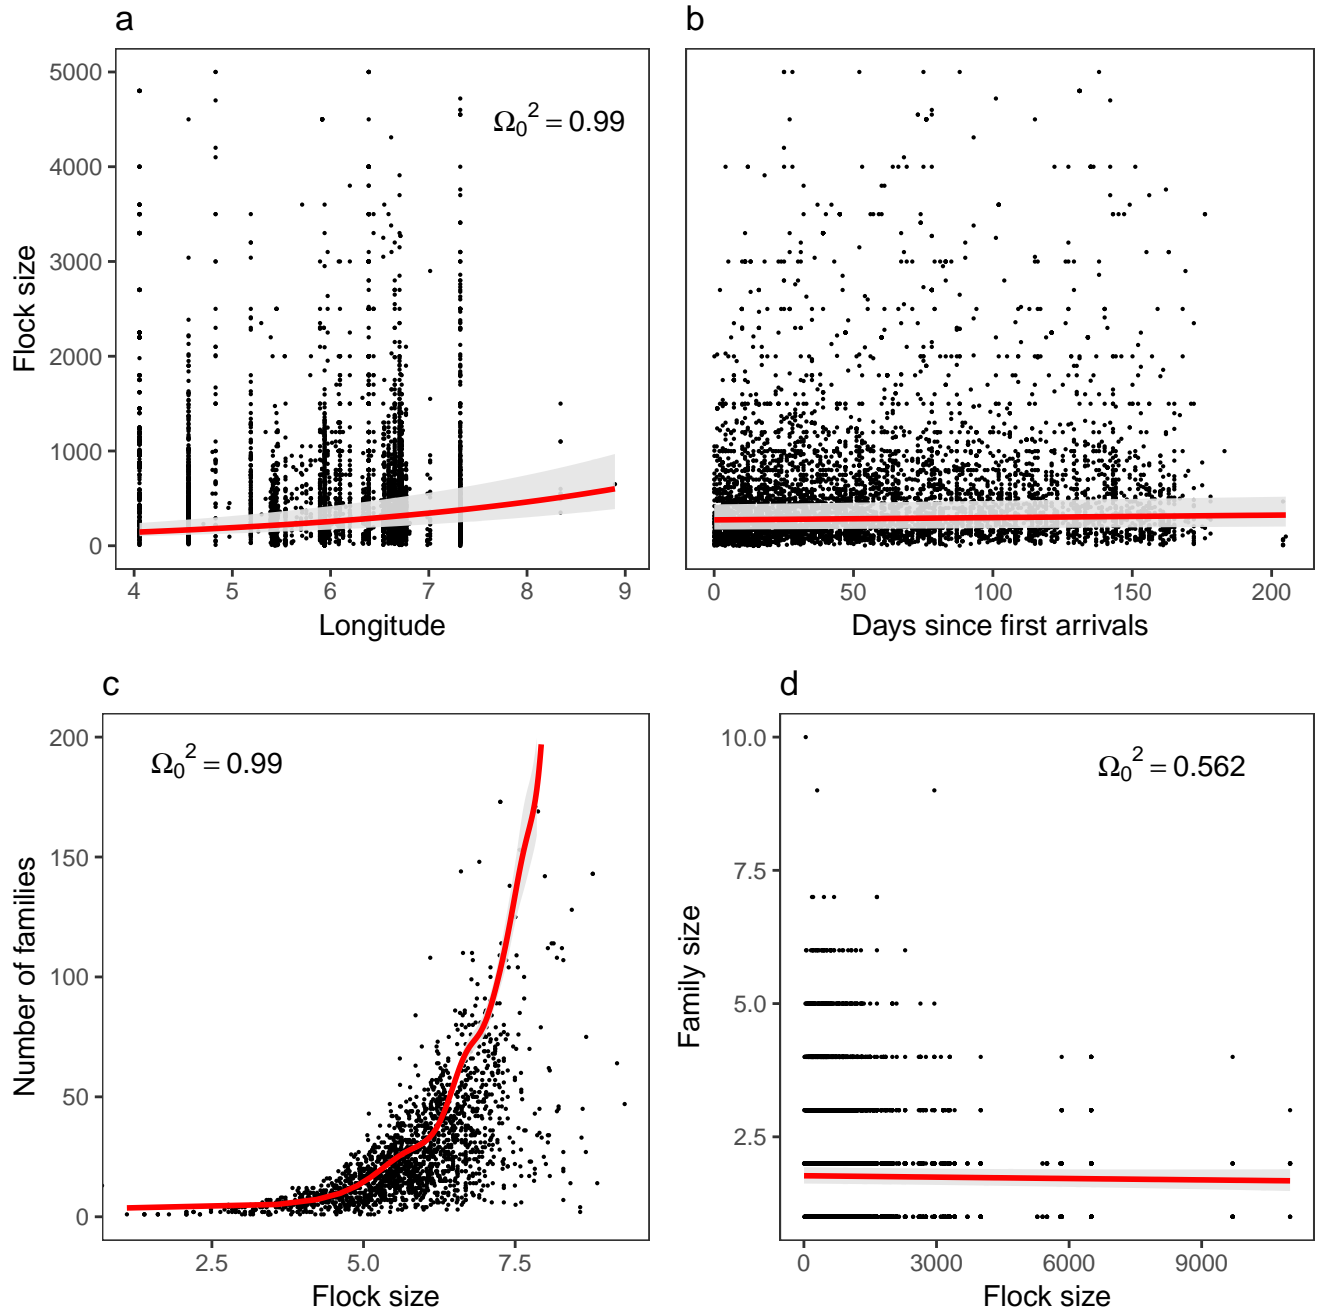 a
b
5000
4000
3000
2000
1000
0
Flock size
Ω₀² = 0.99
4 5 6 7 8 9
Longitude
0 50 100 150 200
Days since first arrivals
c
d
200
150
100
50
0
Number of families
Ω₀² = 0.99
2.5 5.0 7.5
Flock size
10.0
7.5
5.0
2.5
Family size
Ω₀² = 0.562
0 3000 6000 9000
Flock size